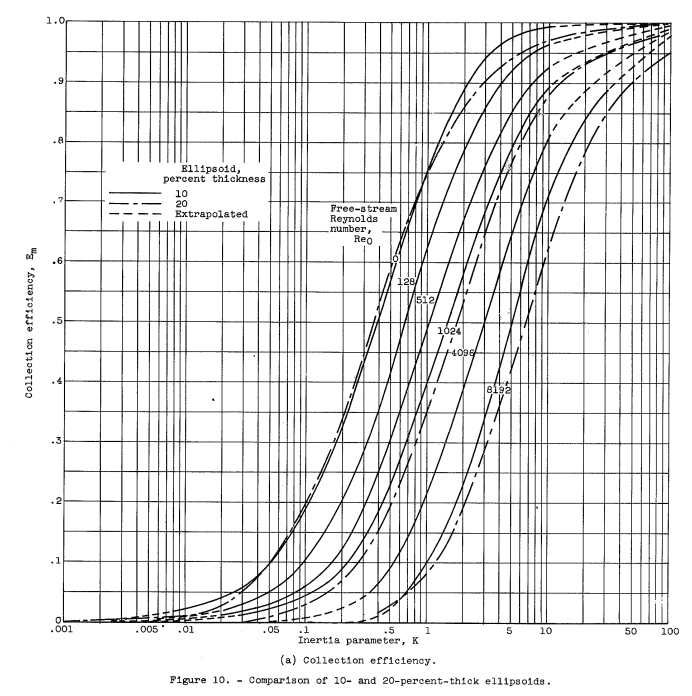 1.0
.9
.8
.7
.6
.5
.4
.3
.2
.1
0
Collection efficiency, Em
Ellipsoid,
percent thickness
10
20
Extrapolated
Free-stream
Reynolds
number,
Re0
0
128
512
1024
4096
8192
.001 .005 .01 .05 .1 .5 1 5 10 50 100
Inertia parameter, K
(a) Collection efficiency.
Figure 10. - Comparison of 10- and 20-percent-thick ellipsoids.